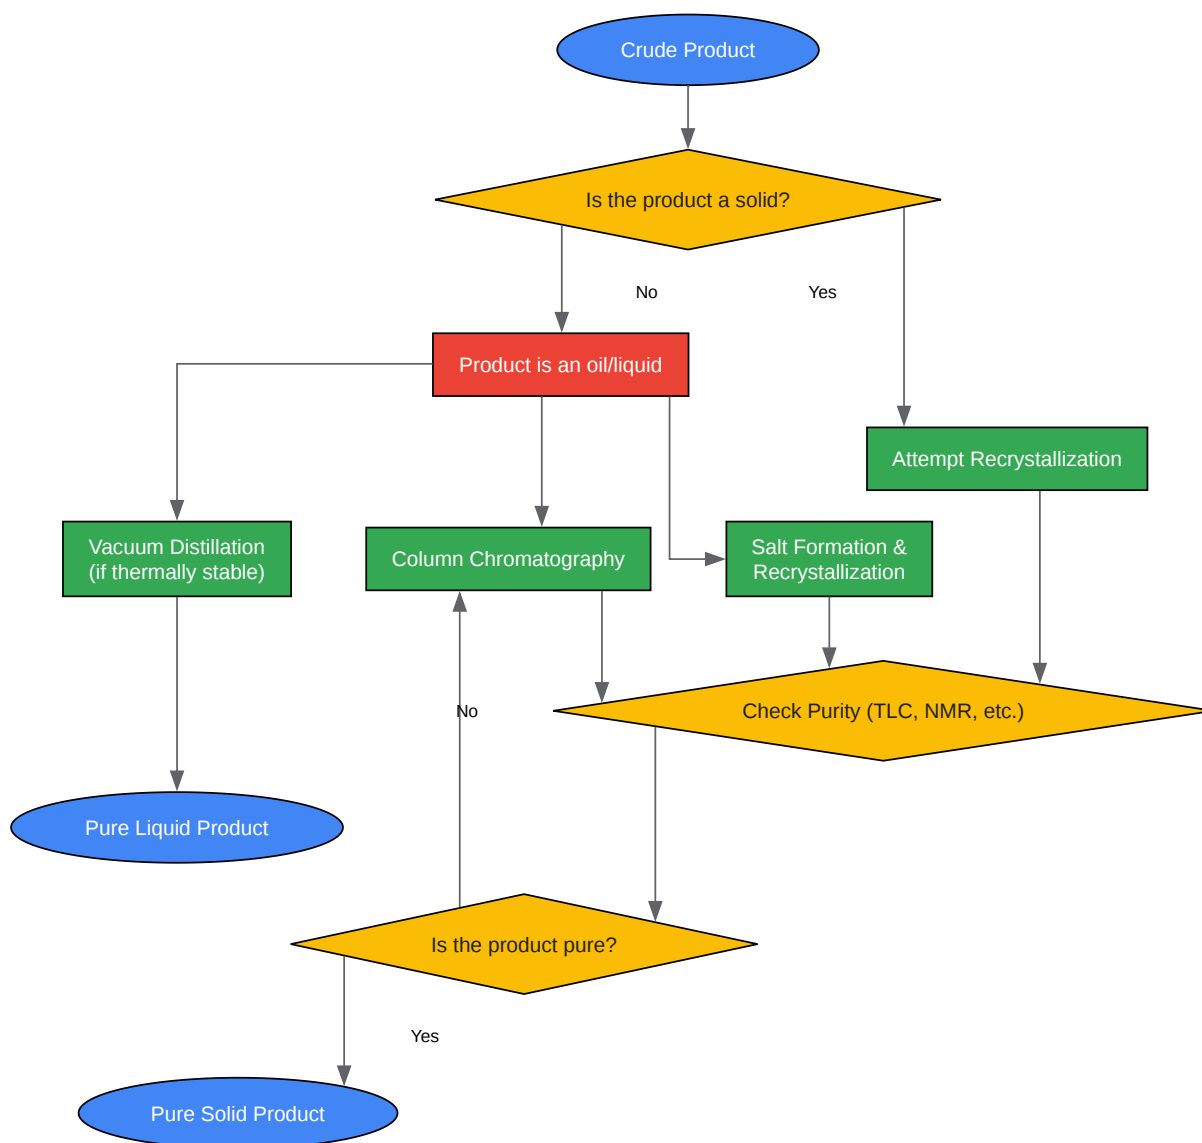 Crude Product
Is the product a solid?
No
Yes
Product is an oil/liquid
Attempt Recrystallization
Vacuum Distillation
(if thermally stable)
Column Chromatography
Salt Formation &
Recrystallization
No
Check Purity (TLC, NMR, etc.)
Pure Liquid Product
Is the product pure?
Yes
Pure Solid Product